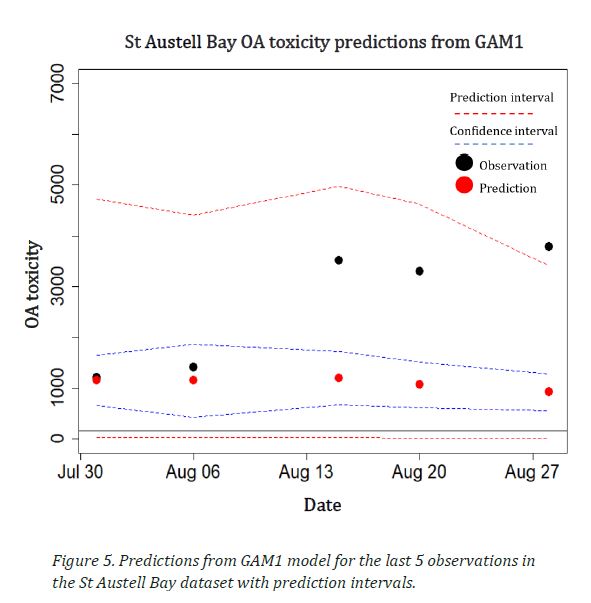 St Austell Bay OA toxicity predictions from GAM1
7000
5000
3000
1000
0
OA toxicity
Prediction interval
Confidence interval
Observation
Prediction
Jul 30 Aug 06 Aug 13 Aug 20 Aug 27
Date
Figure 5. Predictions from GAM1 model for the last 5 observations in
the St Austell Bay dataset with prediction intervals.